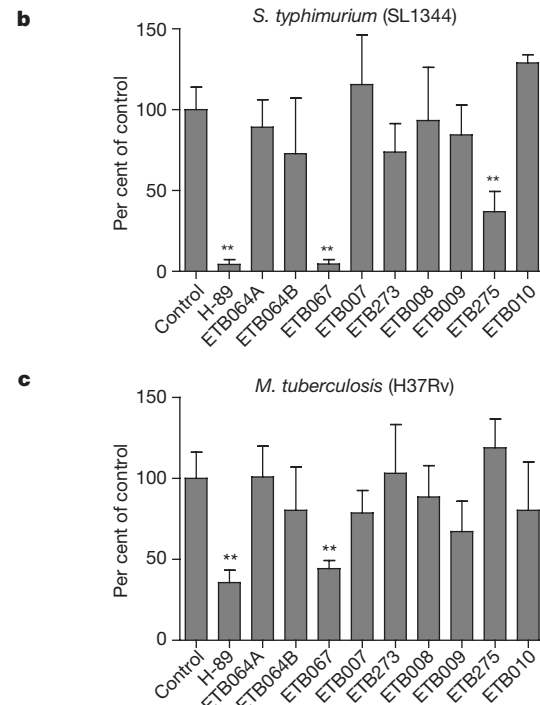 b
S. typhimurium (SL1344)
Per cent of control
150
100
50
0
**
**
**
Control
H-89
ETB064A
ETB064B
ETB067
ETB007
ETB273
ETB008
ETB009
ETB275
ETB010
c
M. tuberculosis (H37Rv)
Per cent of control
150
100
50
0
**
**
Control
H-89
ETB064A
ETB064B
ETB067
ETB007
ETB273
ETB008
ETB009
ETB275
ETB010